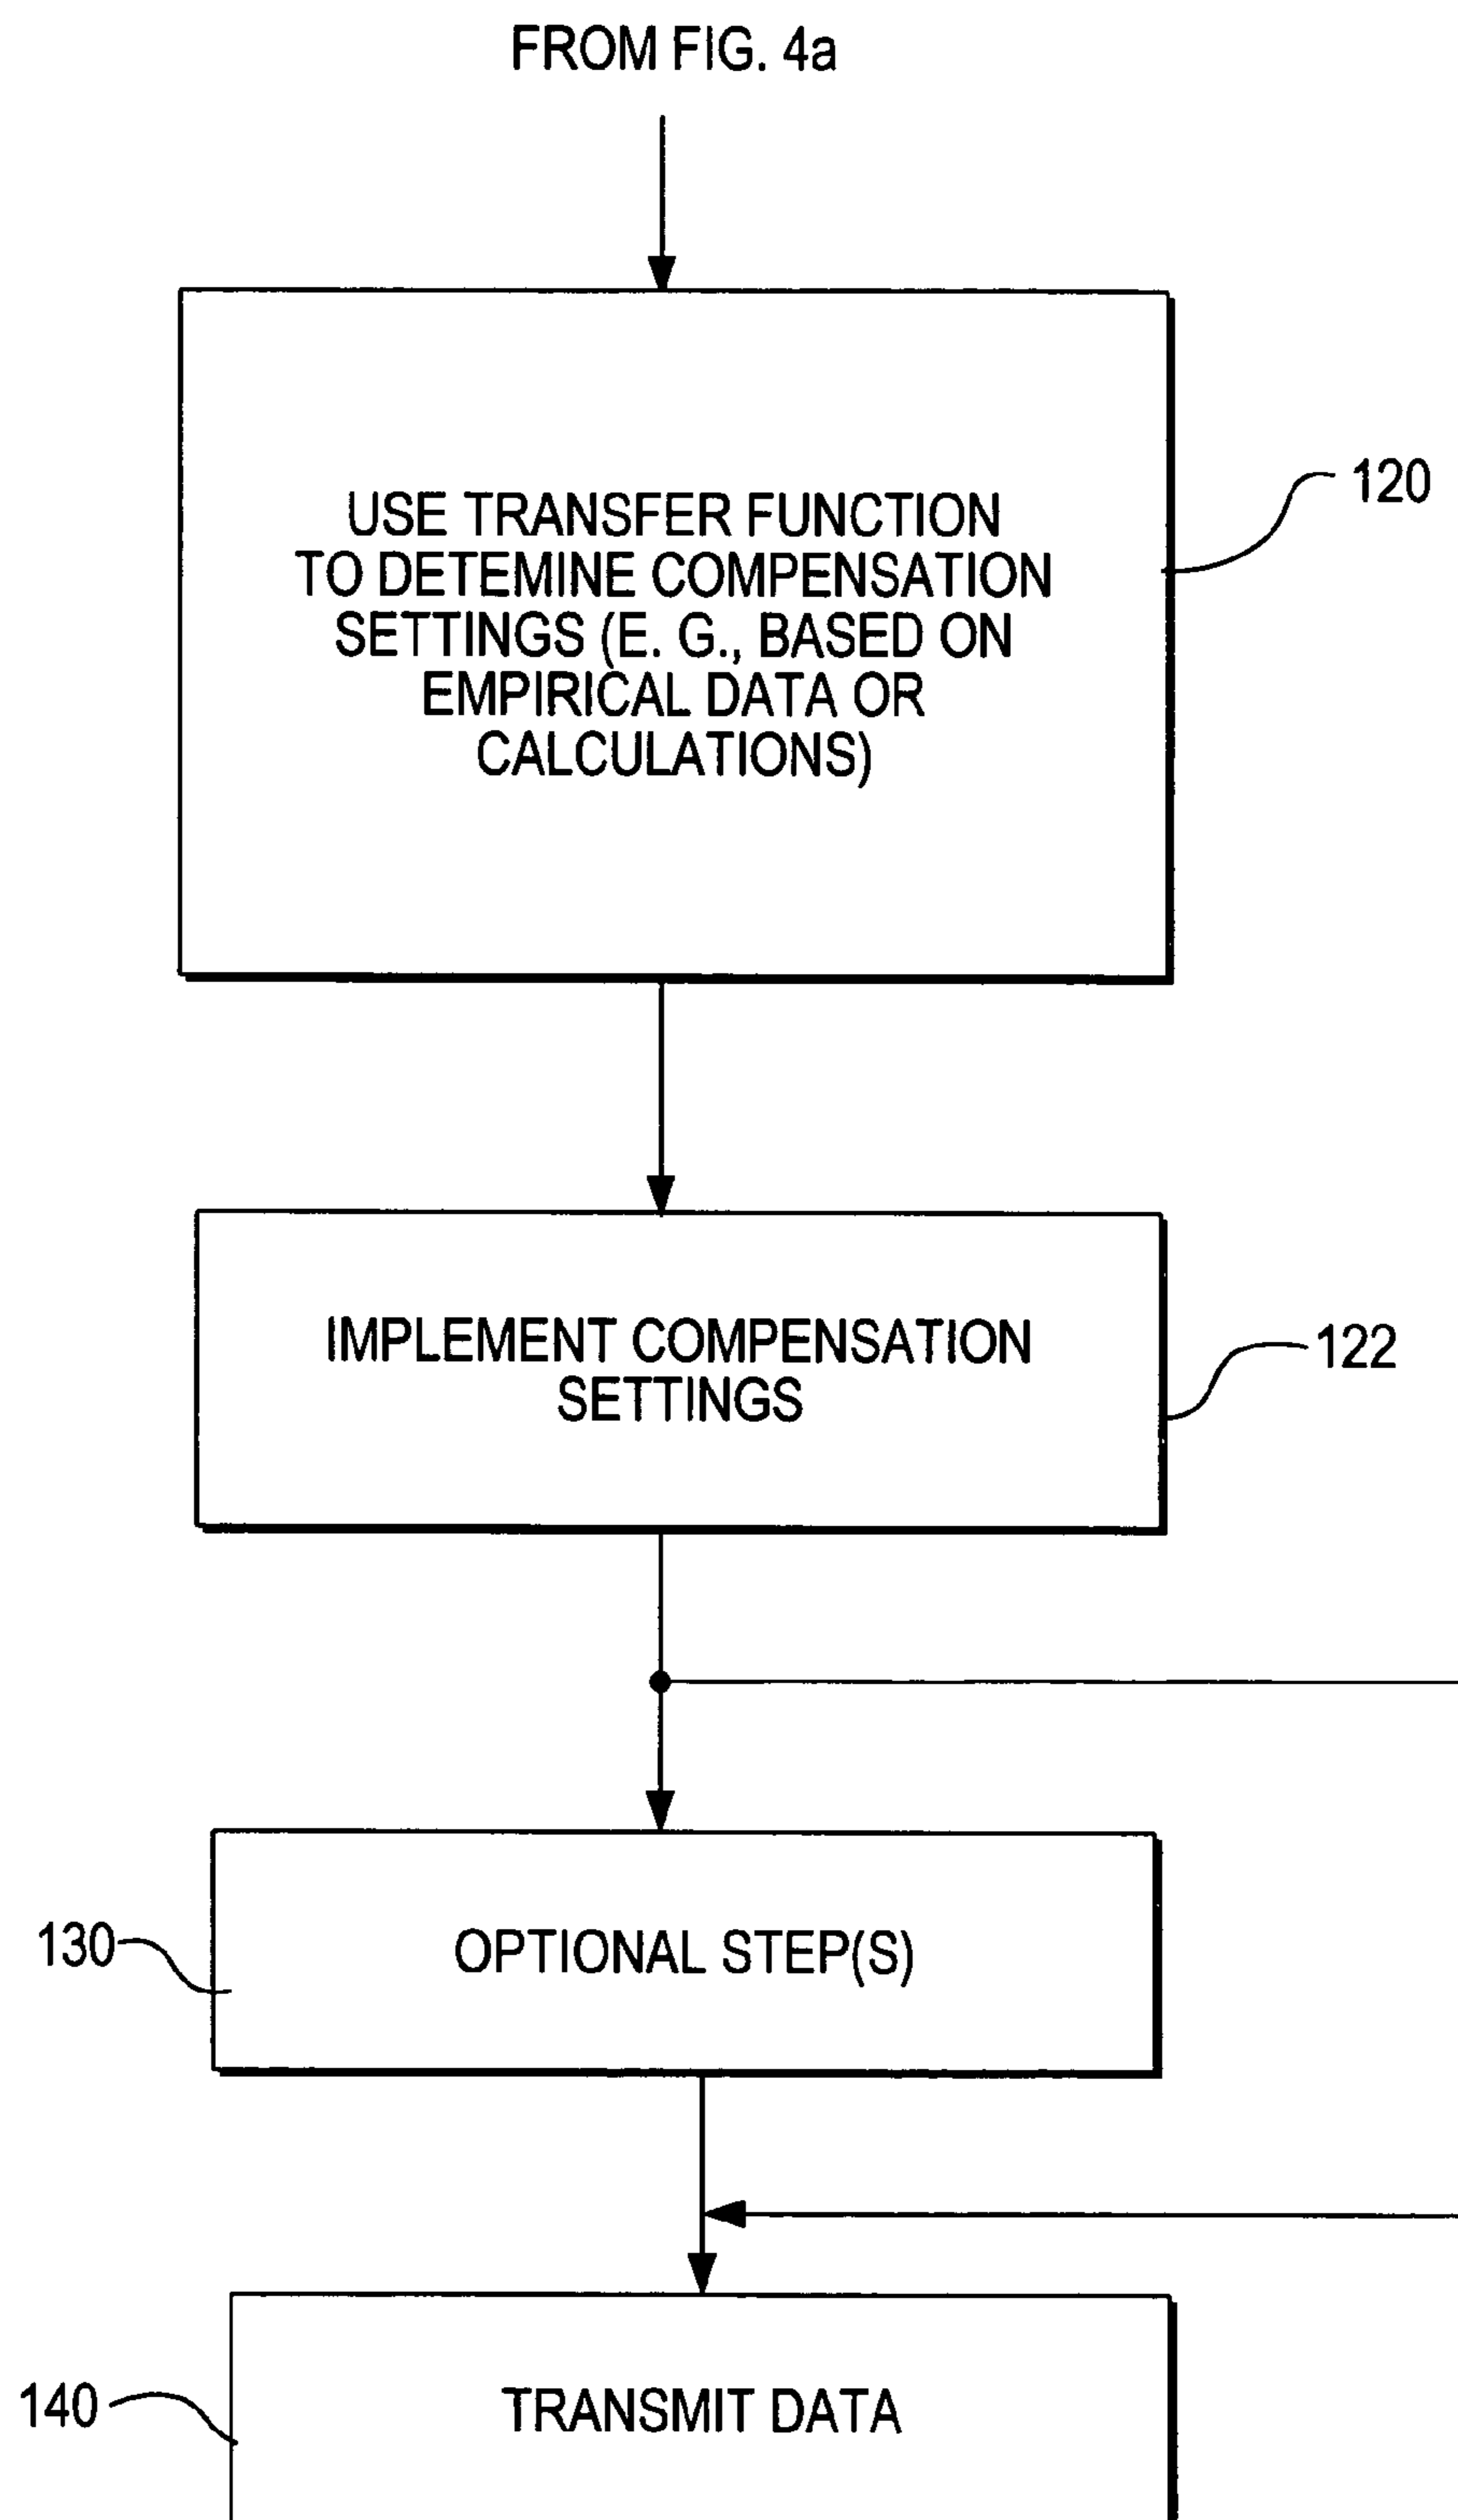 FROM FIG. 4a
USE TRANSFER FUNCTION
TO DETEMINE COMPENSATION
SETTINGS (E. G., BASED ON
EMPIRICAL DATA OR
CALCULATIONS)
120
IMPLEMENT COMPENSATION
SETTINGS
122
130
OPTIONAL STEP(S)
140
TRANSMIT DATA